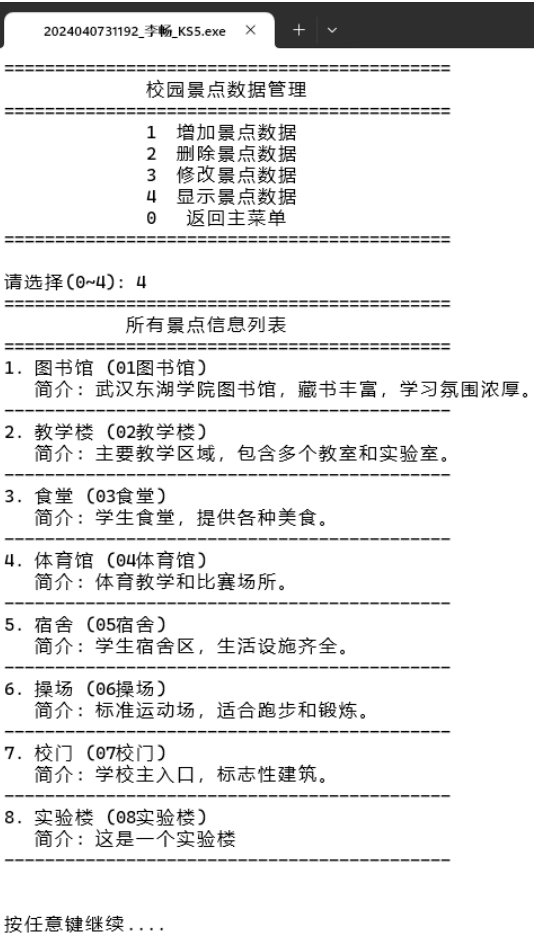 2024040731192_李畅_KS5.exe
============================================
校园景点数据管理
============================================
1 增加景点数据
2 删除景点数据
3 修改景点数据
4 显示景点数据
0 返回主菜单
============================================
请选择(0~4): 4
============================================
所有景点信息列表
============================================
1. 图书馆 (01图书馆)
简介: 武汉东湖学院图书馆，藏书丰富，学习氛围浓厚。
--------------------------------------------
2. 教学楼 (02教学楼)
简介: 主要教学区域，包含多个教室和实验室。
--------------------------------------------
3. 食堂 (03食堂)
简介: 学生食堂，提供各种美食。
--------------------------------------------
4. 体育馆 (04体育馆)
简介: 体育教学和比赛场所。
--------------------------------------------
5. 宿舍 (05宿舍)
简介: 学生宿舍区，生活设施齐全。
--------------------------------------------
6. 操场 (06操场)
简介: 标准运动场，适合跑步和锻炼。
--------------------------------------------
7. 校门 (07校门)
简介: 学校主入口，标志性建筑。
--------------------------------------------
8. 实验楼 (08实验楼)
简介: 这是一个实验楼
--------------------------------------------
按任意键继续....